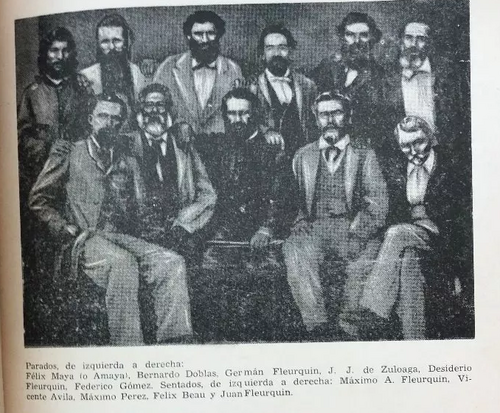 Parados, de izquierda a derecha:
Félix Maya (o Amaya), Bernardo Doblas, Germán Fleurquin, J. J. de Zuloaga, Desiderio
Fleurquin, Federico Gómez. Sentados, de izquierda a derecha: Máximo A. Fleurquin, Vi-
cente Avila, Máximo Perez, Felix Beau y Juan Fleurquin.